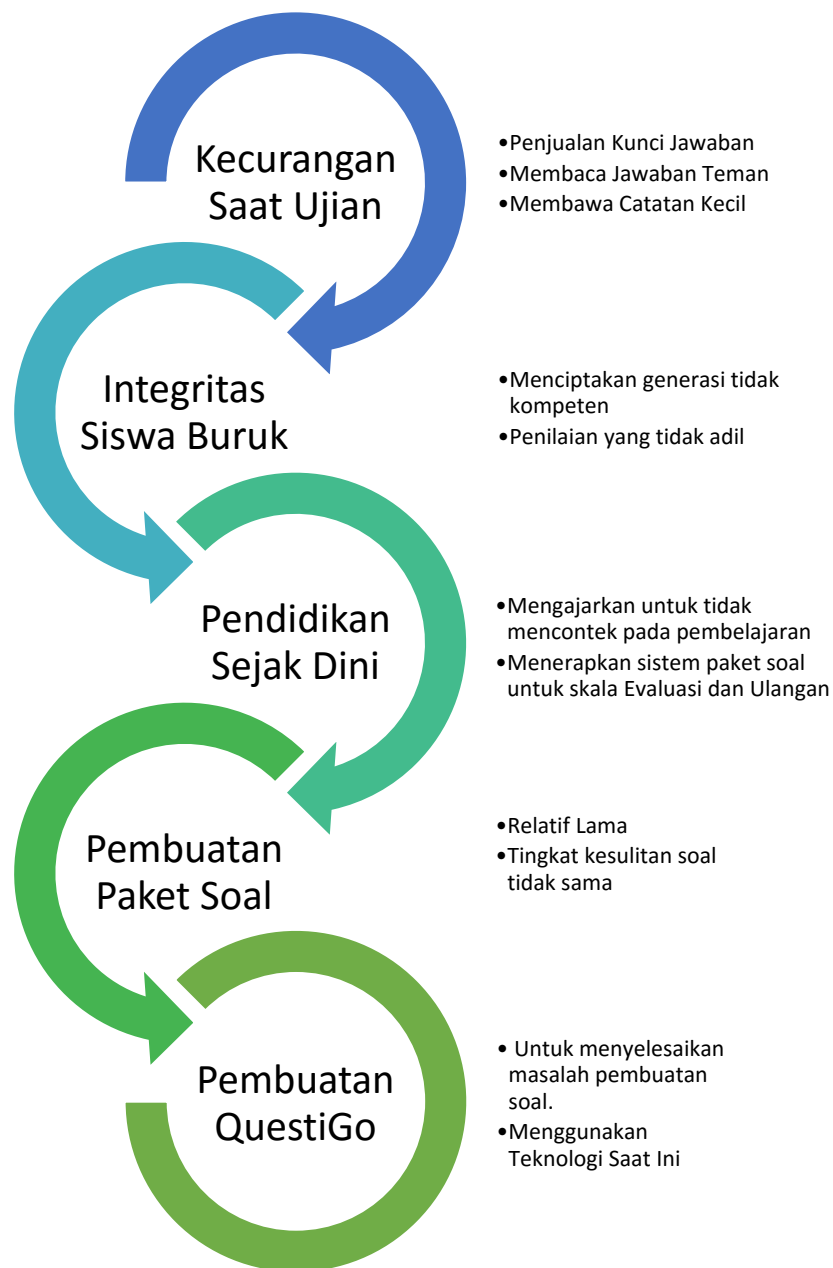 Kecurangan
Saat Ujian
•Penjualan Kunci Jawaban
•Membaca Jawaban Teman
•Membawa Catatan Kecil
Integritas
Siswa Buruk
•Menciptakan generasi tidak
kompeten
•Penilaian yang tidak adil
Pendidikan
Sejak Dini
•Mengajarkan untuk tidak
mencontek pada pembelajaran
•Menerapkan sistem paket soal
untuk skala Evaluasi dan Ulangan
Pembuatan
Paket Soal
•Relatif Lama
•Tingkat kesulitan soal
tidak sama
Pembuatan
QuestiGo
• Untuk menyelesaikan
masalah pembuatan
soal.
•Menggunakan
Teknologi Saat Ini